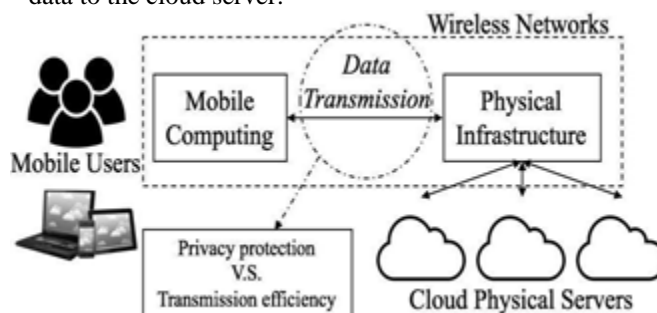 data to the cloud server.
Wireless Networks
Data
Transmission
Mobile
Computing
Physical
Infrastructure
Mobile Users
Privacy protection
V.S.
Transmission efficiency
Cloud Physical Servers